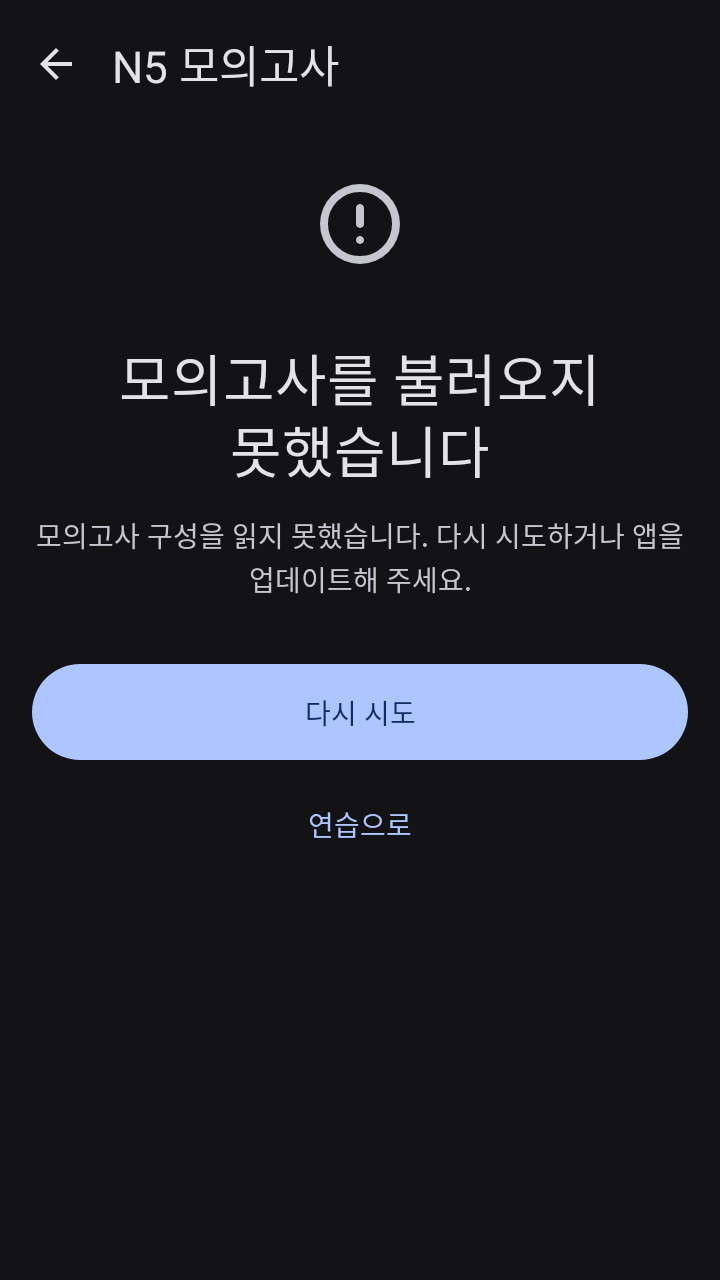 N5 모의고사
모의고사를 불러오지
못했습니다
모의고사 구성을 읽지 못했습니다. 다시 시도하거나 앱을
업데이트해 주세요.
다시 시도
연습으로